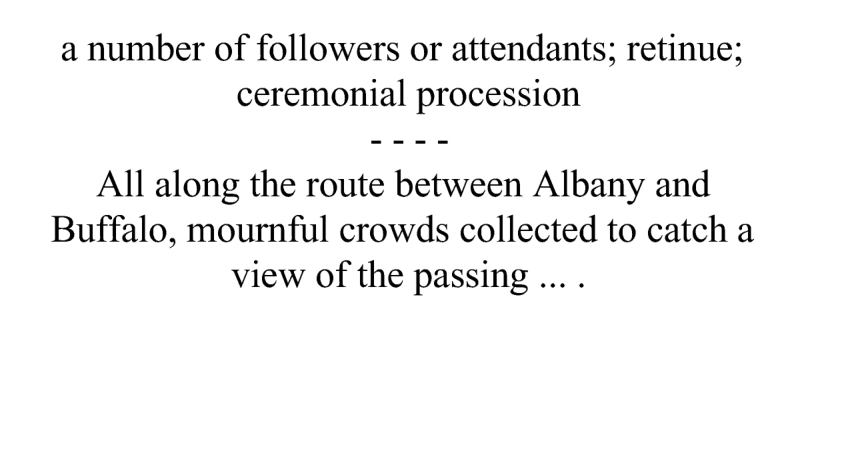 a number of followers or attendants; retinue;
ceremonial procession
- - - -
All along the route between Albany and
Buffalo, mournful crowds collected to catch a
view of the passing ... .